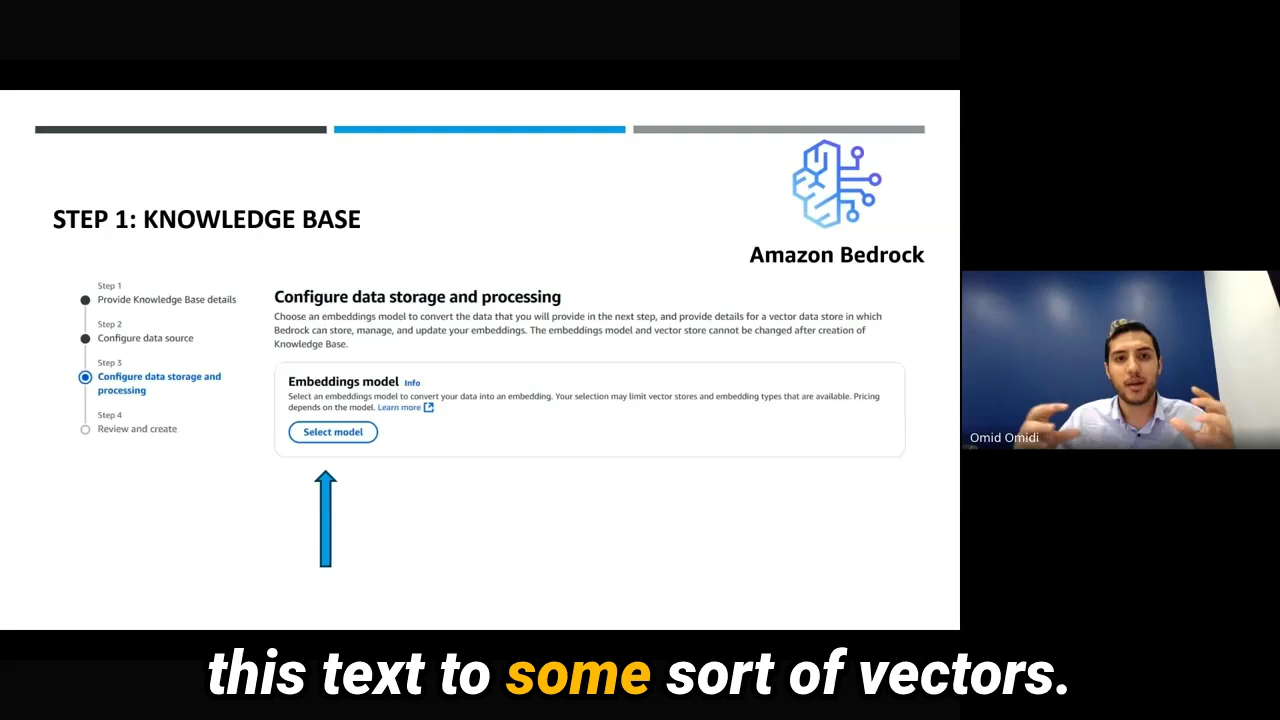 STEP 1: KNOWLEDGE BASE
Amazon Bedrock
Step 1
Provide Knowledge Base details
Step 2
Configure data source
Step 3
Configure data storage and
processing
Step 4
Review and create
Configure data storage and processing
Choose an embeddings model to convert the data that you will provide in the next step, and provide details for a vector data store in which
Bedrock can store, manage, and update your embeddings. The embeddings model and vector store cannot be changed after creation of
Knowledge Base.
Embeddings model Info
Select an embeddings model to convert your data into an embedding. Your selection may limit vector stores and embedding types that are available. Pricing
depends on the model. Learn more
Select model
Omid Omidi
this text to some sort of vectors.